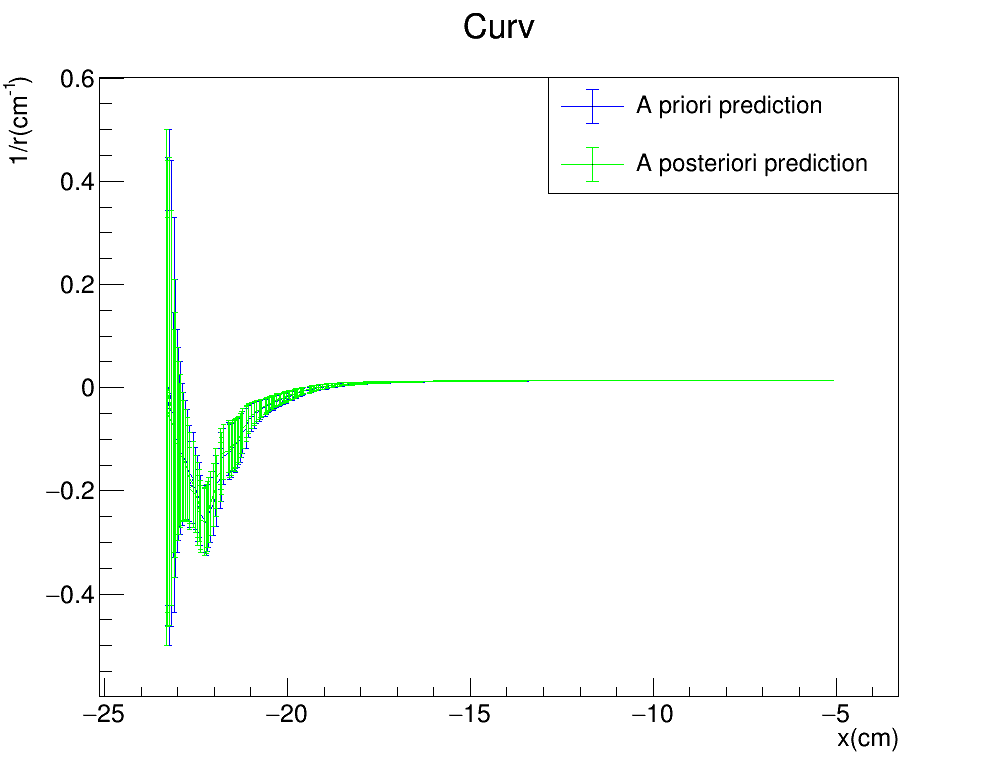 Curv
1/r(cm⁻¹)
A priori prediction
A posteriori prediction
0.6
0.4
0.2
0
−0.2
−0.4
−25 −20 −15 −10 −5
x(cm)